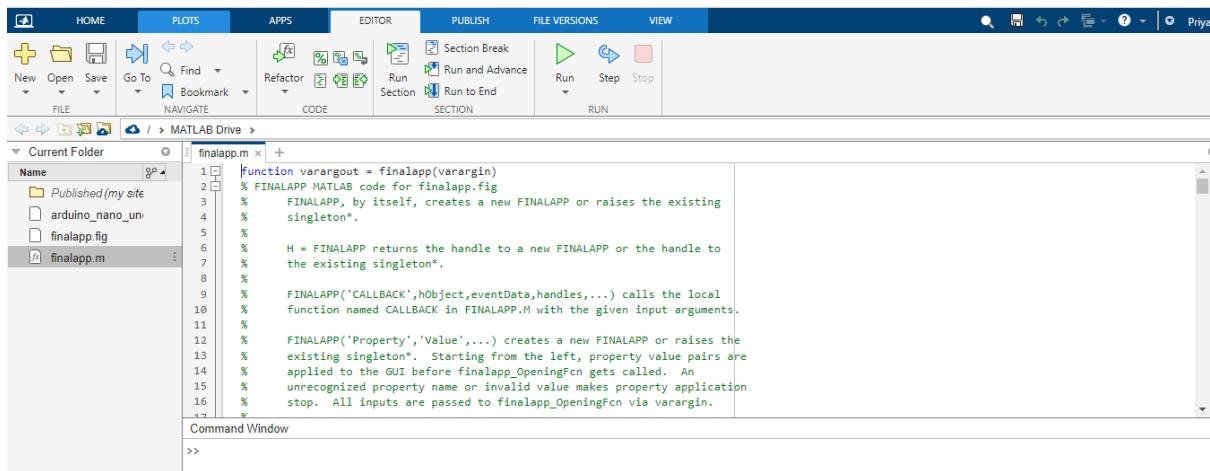 HOME PLOTS APPS EDITOR PUBLISH FILE VERSIONS VIEW ? Priya
New Open Save Go To Find Bookmark Refactor Run Section Section Break Run and Advance Run to End Run Step Stop
FILE NAVIGATE CODE SECTION RUN
/ > MATLAB Drive >
Current Folder
Name
Published (my site
arduino_nano_un
finalapp.fig
finalapp.m
finalapp.m × +
1 function varargout = finalapp(varargin)
2 % FINALAPP MATLAB code for finalapp.fig
3 %      FINALAPP, by itself, creates a new FINALAPP or raises the existing
4 %      singleton*.
5 %
6 %      H = FINALAPP returns the handle to a new FINALAPP or the handle to
7 %      the existing singleton*.
8 %
9 %      FINALAPP('CALLBACK',hObject,eventData,handles,...) calls the local
10 %      function named CALLBACK in FINALAPP.M with the given input arguments.
11 %
12 %      FINALAPP('Property','Value',...) creates a new FINALAPP or raises the
13 %      existing singleton*.  Starting from the left, property value pairs are
14 %      applied to the GUI before finalapp_OpeningFcn gets called.  An
15 %      unrecognized property name or invalid value makes property application
16 %      stop.  All inputs are passed to finalapp_OpeningFcn via varargin.
17 %
Command Window
>>